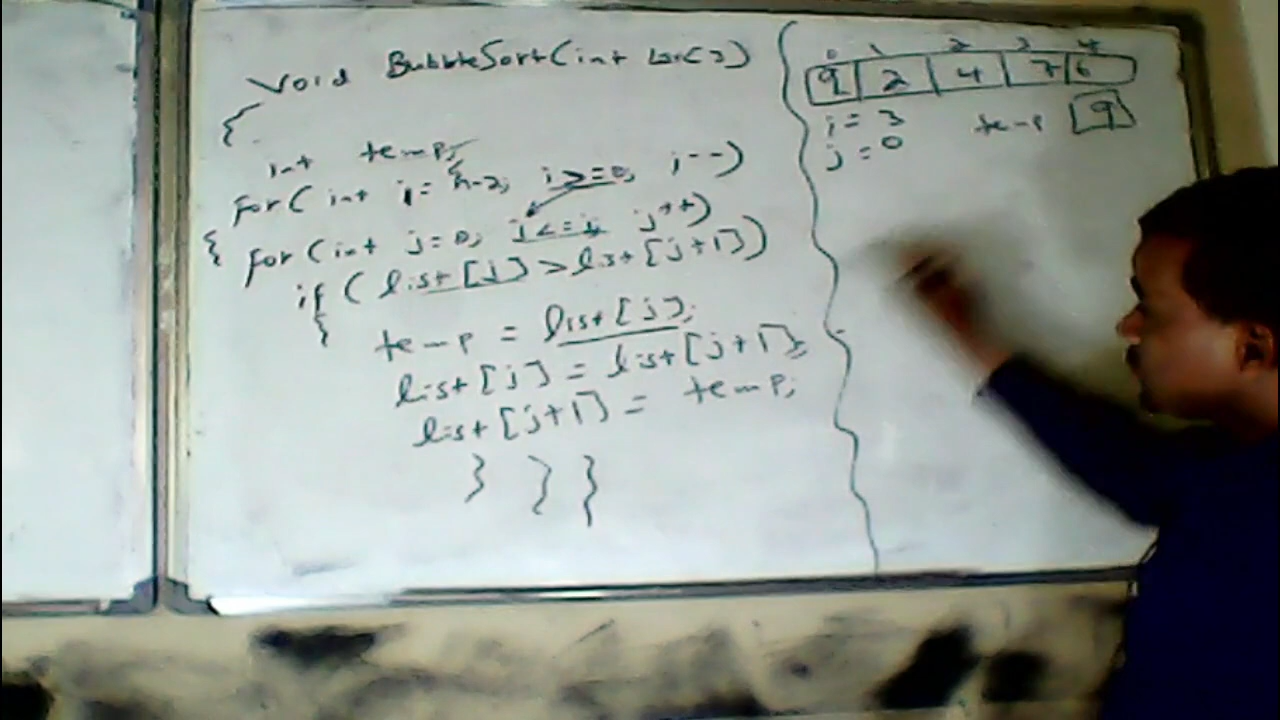 void BubbleSort(int list[])
{
int temp;
for( int i= n-2; i>=0; i--)
{ for(int j=0; j<=i; j++)
if ( list[j] > list[j+1])
{ temp = list[j];
list[j] = list[j+1];
list[j+1] = temp;
} } }
0 1 2 3 4
9 2 4 7 6
i = 3 temp 9
j = 0